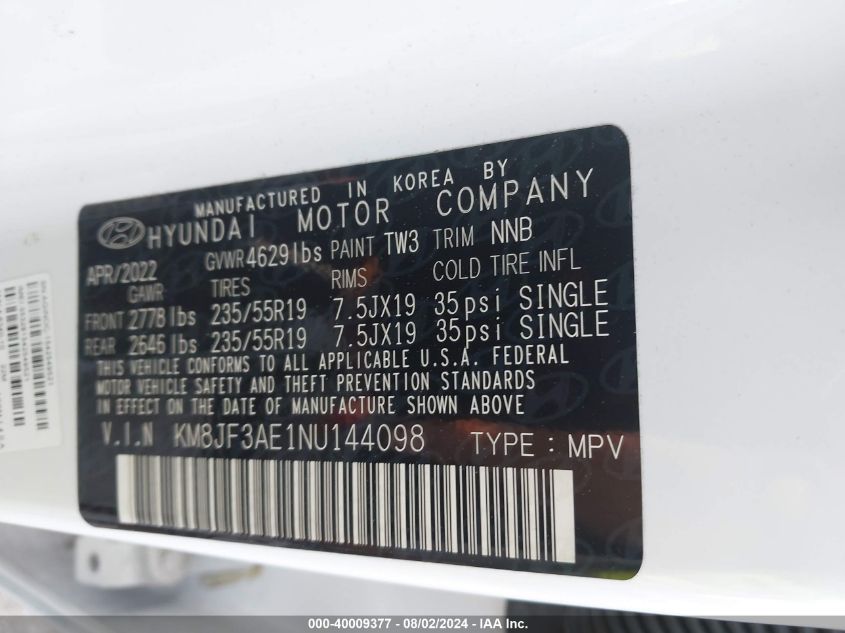 MANUFACTURED IN KOREA BY
HYUNDAI MOTOR COMPANY
APR/2022 GVWR 4629 lbs PAINT TW3 TRIM NNB
GAWR TIRES RIMS COLD TIRE INFL
FRONT 2778 lbs 235/55R19 7.5JX19 35psi SINGLE
REAR 2646 lbs 235/55R19 7.5JX19 35psi SINGLE
THIS VEHICLE CONFORMS TO ALL APPLICABLE U.S.A. FEDERAL
MOTOR VEHICLE SAFETY AND THEFT PREVENTION STANDARDS
IN EFFECT ON THE DATE OF MANUFACTURE SHOWN ABOVE
V.I.N KM8JF3AE1NU144098 TYPE : MPV
000-40009377 - 08/02/2024 - IAA Inc.